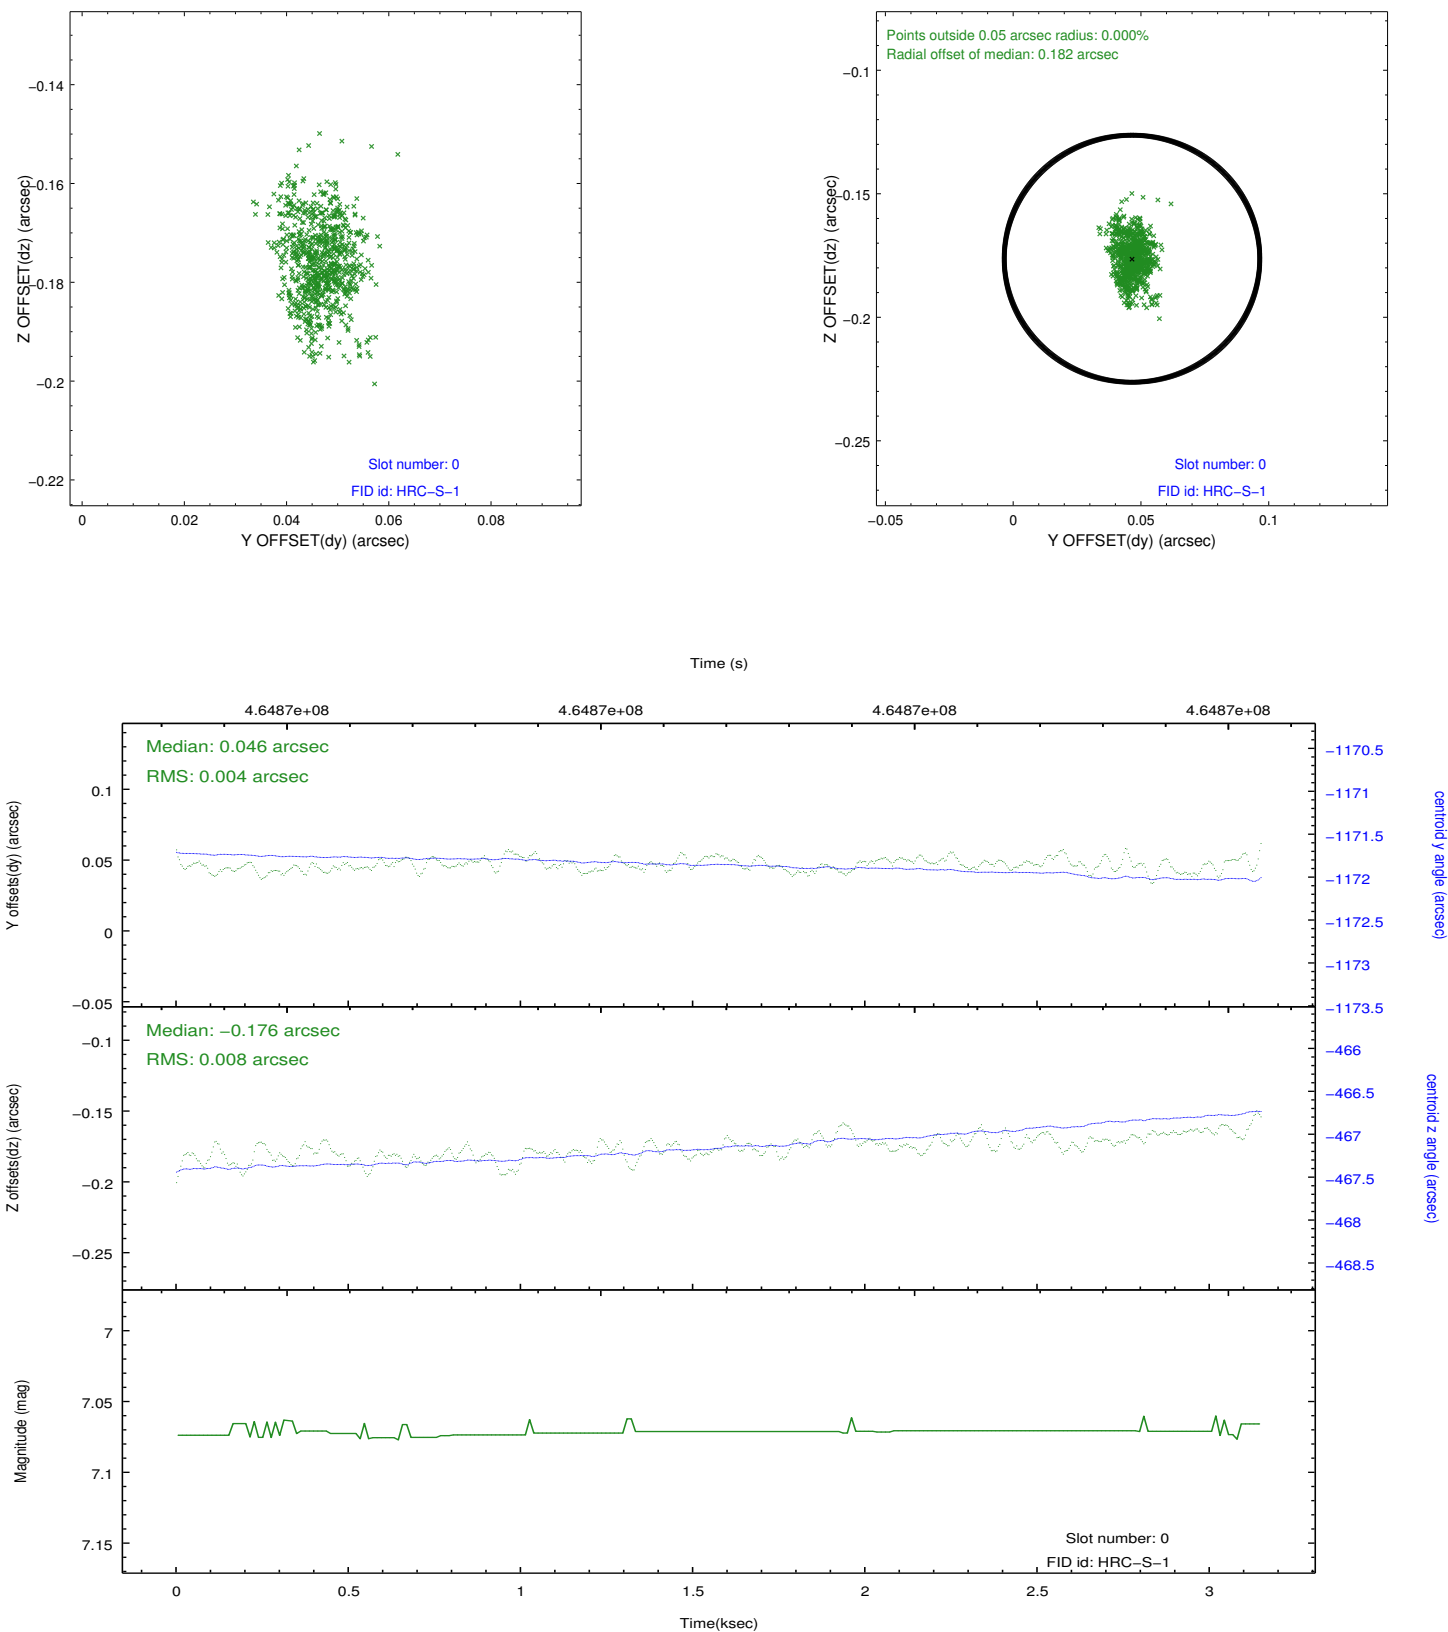 −0.14
−0.16
−0.18
−0.2
−0.22
Z OFFSET(dz) (arcsec)
Slot number: 0
FID id: HRC−S−1
0 0.02 0.04 0.06 0.08
Y OFFSET(dy) (arcsec)
Points outside 0.05 arcsec radius: 0.000%
Radial offset of median: 0.182 arcsec
−0.1
−0.15
−0.2
−0.25
Z OFFSET(dz) (arcsec)
Slot number: 0
FID id: HRC−S−1
−0.05 0 0.05 0.1
Y OFFSET(dy) (arcsec)
Time (s)
4.6487e+08 4.6487e+08 4.6487e+08 4.6487e+08
Median: 0.046 arcsec
RMS: 0.004 arcsec
0.1
0.05
0
−0.05
Y offsets(dy) (arcsec)
−1170.5
−1171
−1171.5
−1172
−1172.5
−1173
−1173.5
centroid y angle (arcsec)
Median: −0.176 arcsec
RMS: 0.008 arcsec
−0.1
−0.15
−0.2
−0.25
Z offsets(dz) (arcsec)
−466
−466.5
−467
−467.5
−468
−468.5
centroid z angle (arcsec)
7
7.05
7.1
7.15
Magnitude (mag)
Slot number: 0
FID id: HRC−S−1
0 0.5 1 1.5 2 2.5 3
Time(ksec)